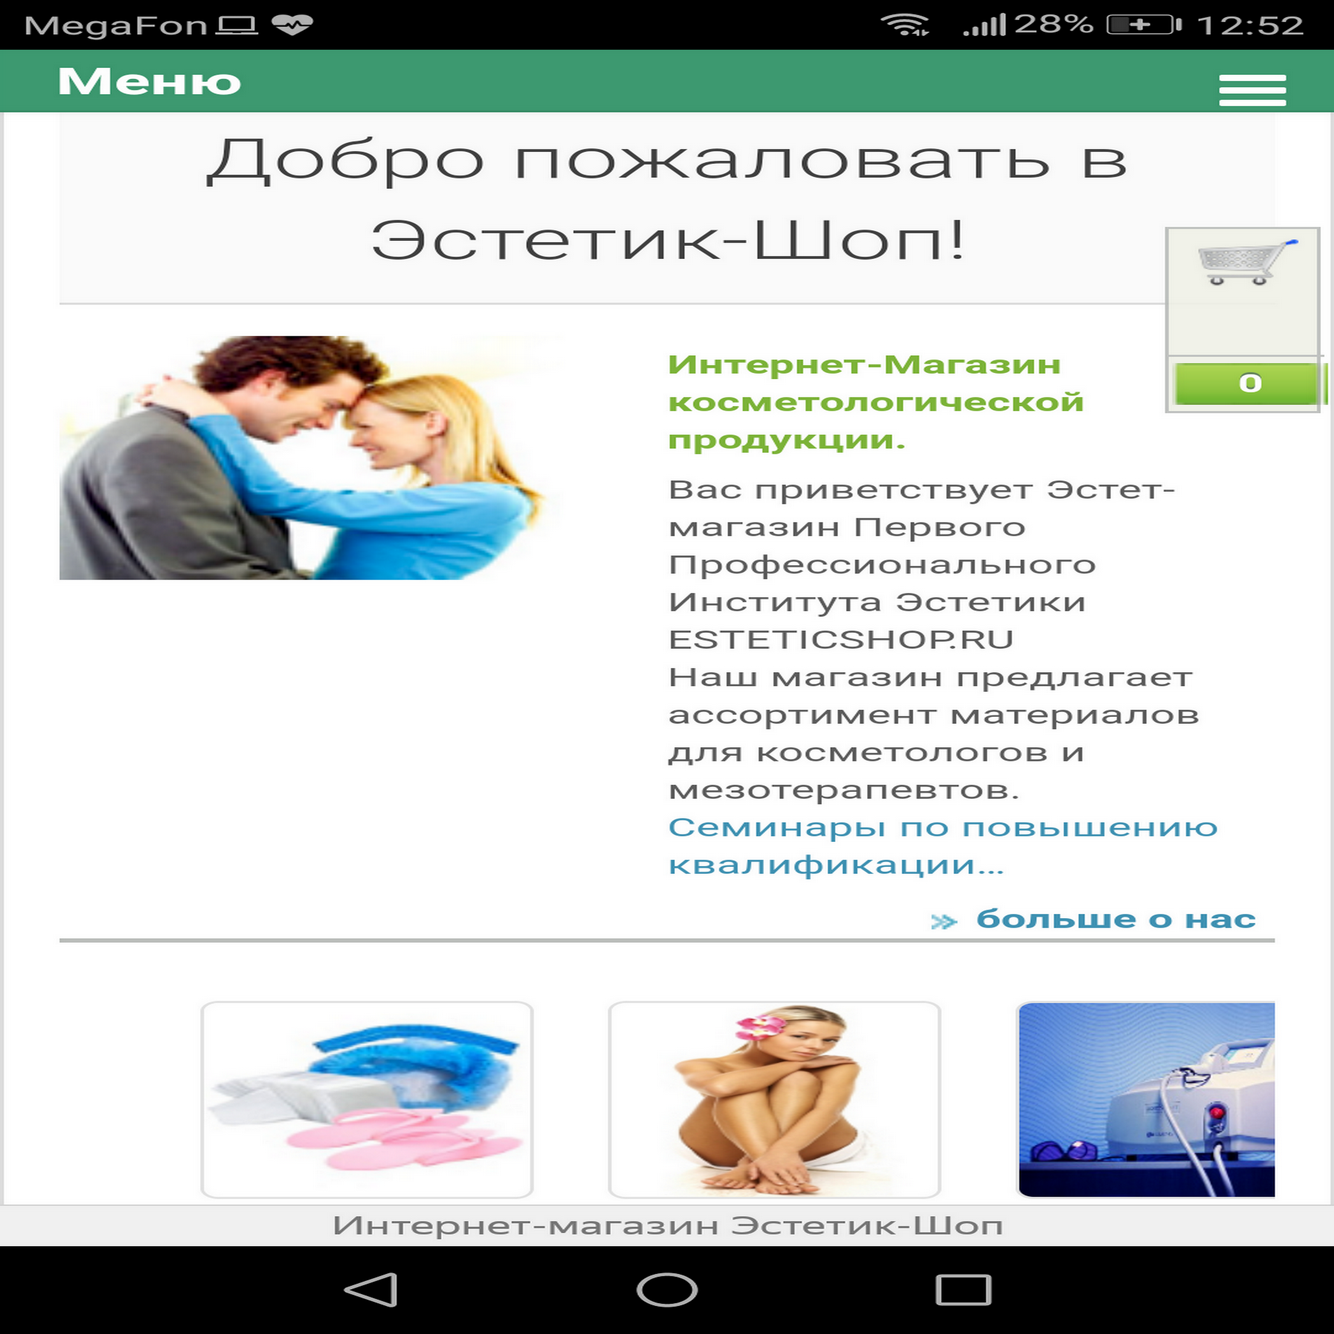 MegaFon 28% 12:52
Меню
Добро пожаловать в
Эстетик-Шоп!
0
Интернет-Магазин
косметологической
продукции.
Вас приветствует Эстет-
магазин Первого
Профессионального
Института Эстетики
ESTETICSHOP.RU
Наш магазин предлагает
ассортимент материалов
для косметологов и
мезотерапевтов.
Семинары по повышению
квалификации...
больше о нас
Интернет-магазин Эстетик-Шоп